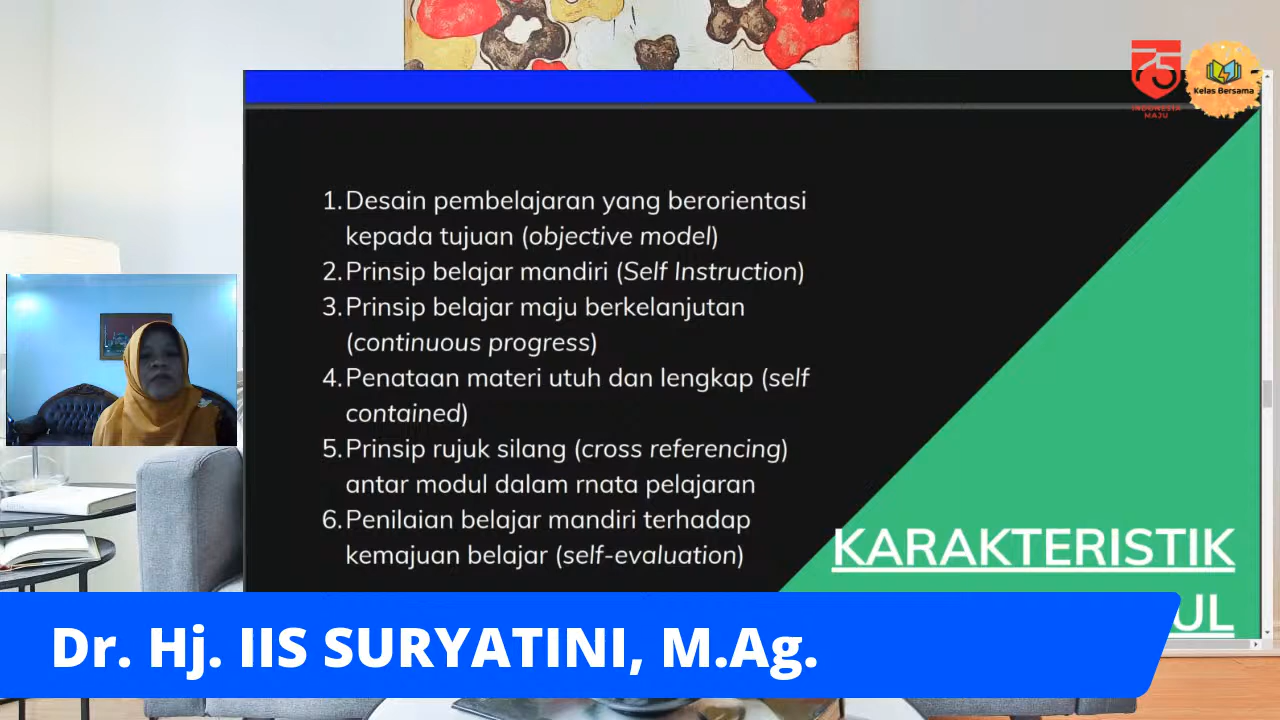 75
INDONESIA
MAJU
Kelas Bersama
1. Desain pembelajaran yang berorientasi
kepada tujuan (objective model)
2. Prinsip belajar mandiri (Self Instruction)
3. Prinsip belajar maju berkelanjutan
(continuous progress)
4. Penataan materi utuh dan lengkap (self
contained)
5. Prinsip rujuk silang (cross referencing)
antar modul dalam rnata pelajaran
6. Penilaian belajar mandiri terhadap
kemajuan belajar (self-evaluation)
KARAKTERISTIK
UL
Dr. Hj. IIS SURYATINI, M.Ag.